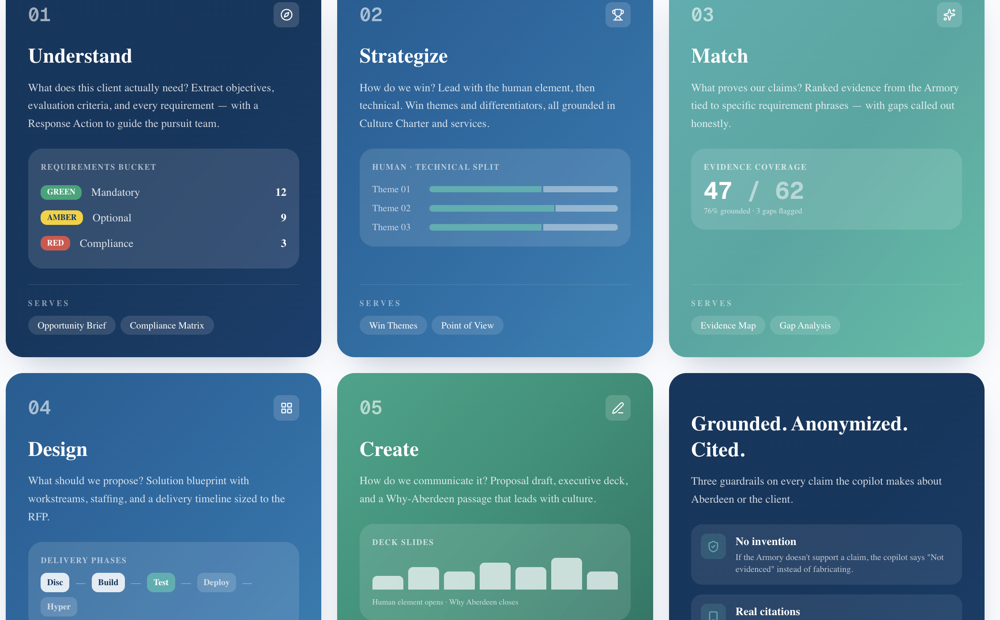 01
Understand
What does this client actually need? Extract objectives,
evaluation criteria, and every requirement — with a
Response Action to guide the pursuit team.
REQUIREMENTS BUCKET
GREEN Mandatory 12
AMBER Optional 9
RED Compliance 3
SERVES
Opportunity Brief Compliance Matrix
02
Strategize
How do we win? Lead with the human element, then
technical. Win themes and differentiators, all grounded in
Culture Charter and services.
HUMAN · TECHNICAL SPLIT
Theme 01
Theme 02
Theme 03
SERVES
Win Themes Point of View
03
Match
What proves our claims? Ranked evidence from the Armory
tied to specific requirement phrases — with gaps called out
honestly.
EVIDENCE COVERAGE
47 / 62
76% grounded · 3 gaps flagged
SERVES
Evidence Map Gap Analysis
04
Design
What should we propose? Solution blueprint with
workstreams, staffing, and a delivery timeline sized to the
RFP.
DELIVERY PHASES
Disc — Build — Test — Deploy —
Hyper
05
Create
How do we communicate it? Proposal draft, executive deck,
and a Why-Aberdeen passage that leads with culture.
DECK SLIDES
Human element opens · Why Aberdeen closes
Grounded. Anonymized.
Cited.
Three guardrails on every claim the copilot makes about
Aberdeen or the client.
No invention
If the Armory doesn't support a claim, the copilot says "Not
evidenced" instead of fabricating.
Real citations